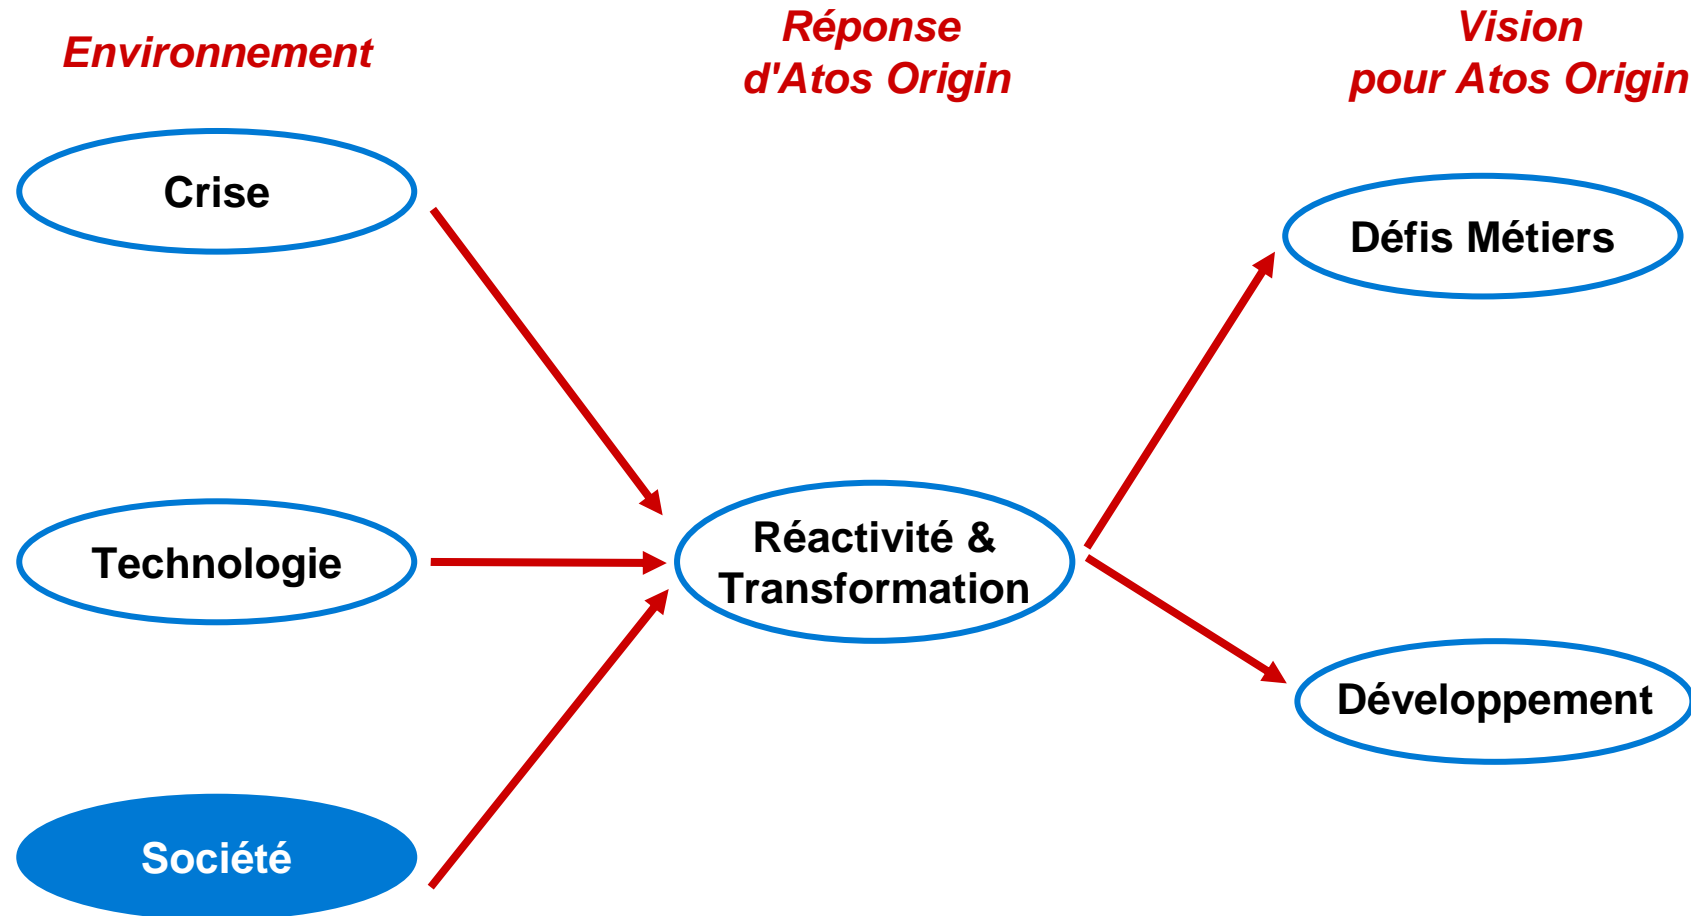 Environnement
Réponse
d'Atos Origin
Vision
pour Atos Origin
Crise
Défis Métiers
Technologie
Réactivité &
Transformation
Développement
Société